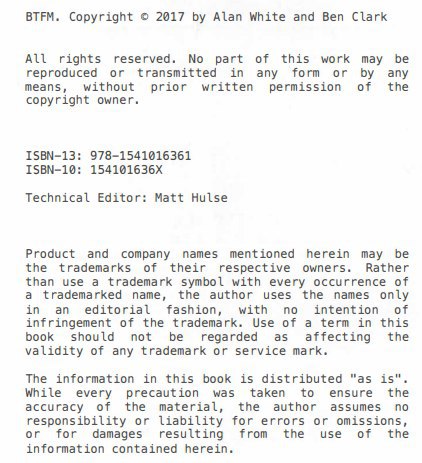 BTFM. Copyright © 2017 by Alan White and Ben Clark
All rights reserved. No part of this work may be
reproduced or transmitted in any form or by any
means, without prior written permission of the
copyright owner.
ISBN-13: 978-1541016361
ISBN-10: 154101636X
Technical Editor: Matt Hulse
Product and company names mentioned herein may be
the trademarks of their respective owners. Rather
than use a trademark symbol with every occurrence of
a trademarked name, the author uses the names only
in an editorial fashion, with no intention of
infringement of the trademark. Use of a term in this
book should not be regarded as affecting the
validity of any trademark or service mark.
The information in this book is distributed "as is".
While every precaution was taken to ensure the
accuracy of the material, the author assumes no
responsibility or liability for errors or omissions,
or for damages resulting from the use of the
information contained herein.